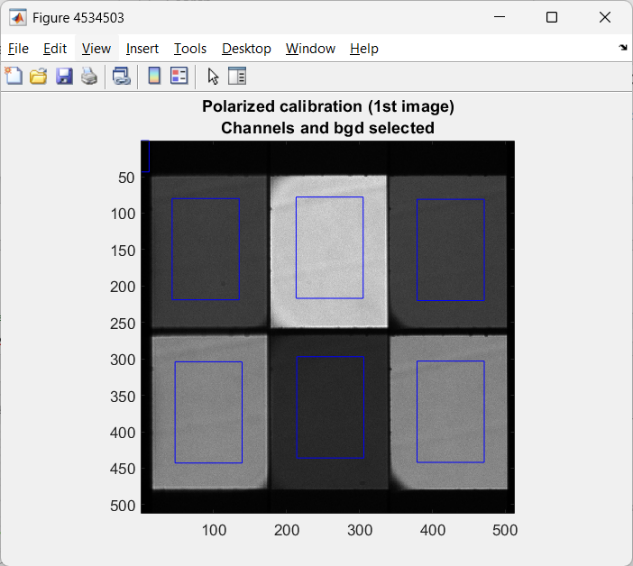 Figure 4534503
File Edit View Insert Tools Desktop Window Help
Polarized calibration (1st image)
Channels and bgd selected
50
100
150
200
250
300
350
400
450
500
100 200 300 400 500